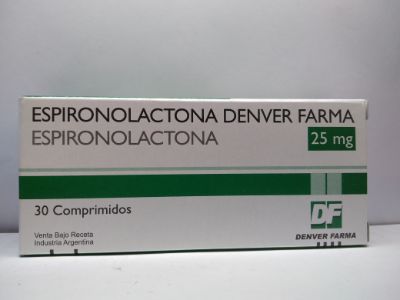 ESPIRONOLACTONA DENVER FARMA
ESPIRONOLACTONA
25 mg
30 Comprimidos
DF
Venta Bajo Receta
Industria Argentina
DENVER FARMA